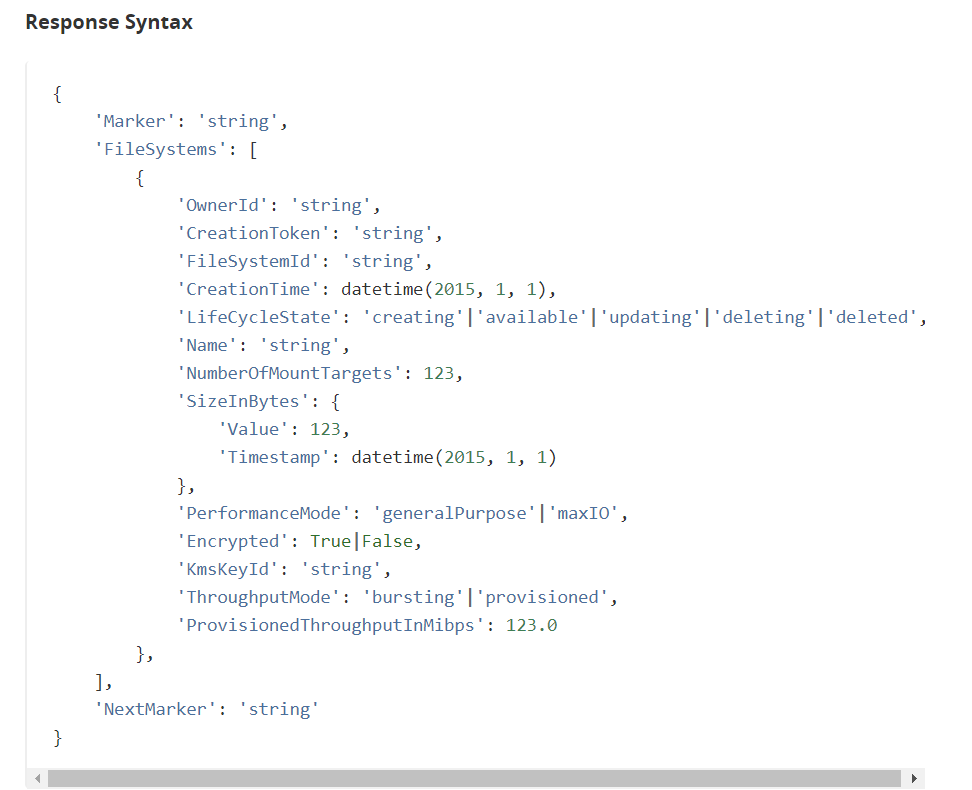 Response Syntax
{
    'Marker': 'string',
    'FileSystems': [
        {
            'OwnerId': 'string',
            'CreationToken': 'string',
            'FileSystemId': 'string',
            'CreationTime': datetime(2015, 1, 1),
            'LifeCycleState': 'creating'|'available'|'updating'|'deleting'|'deleted',
            'Name': 'string',
            'NumberOfMountTargets': 123,
            'SizeInBytes': {
                'Value': 123,
                'Timestamp': datetime(2015, 1, 1)
            },
            'PerformanceMode': 'generalPurpose'|'maxIO',
            'Encrypted': True|False,
            'KmsKeyId': 'string',
            'ThroughputMode': 'bursting'|'provisioned',
            'ProvisionedThroughputInMibps': 123.0
        },
    ],
    'NextMarker': 'string'
}